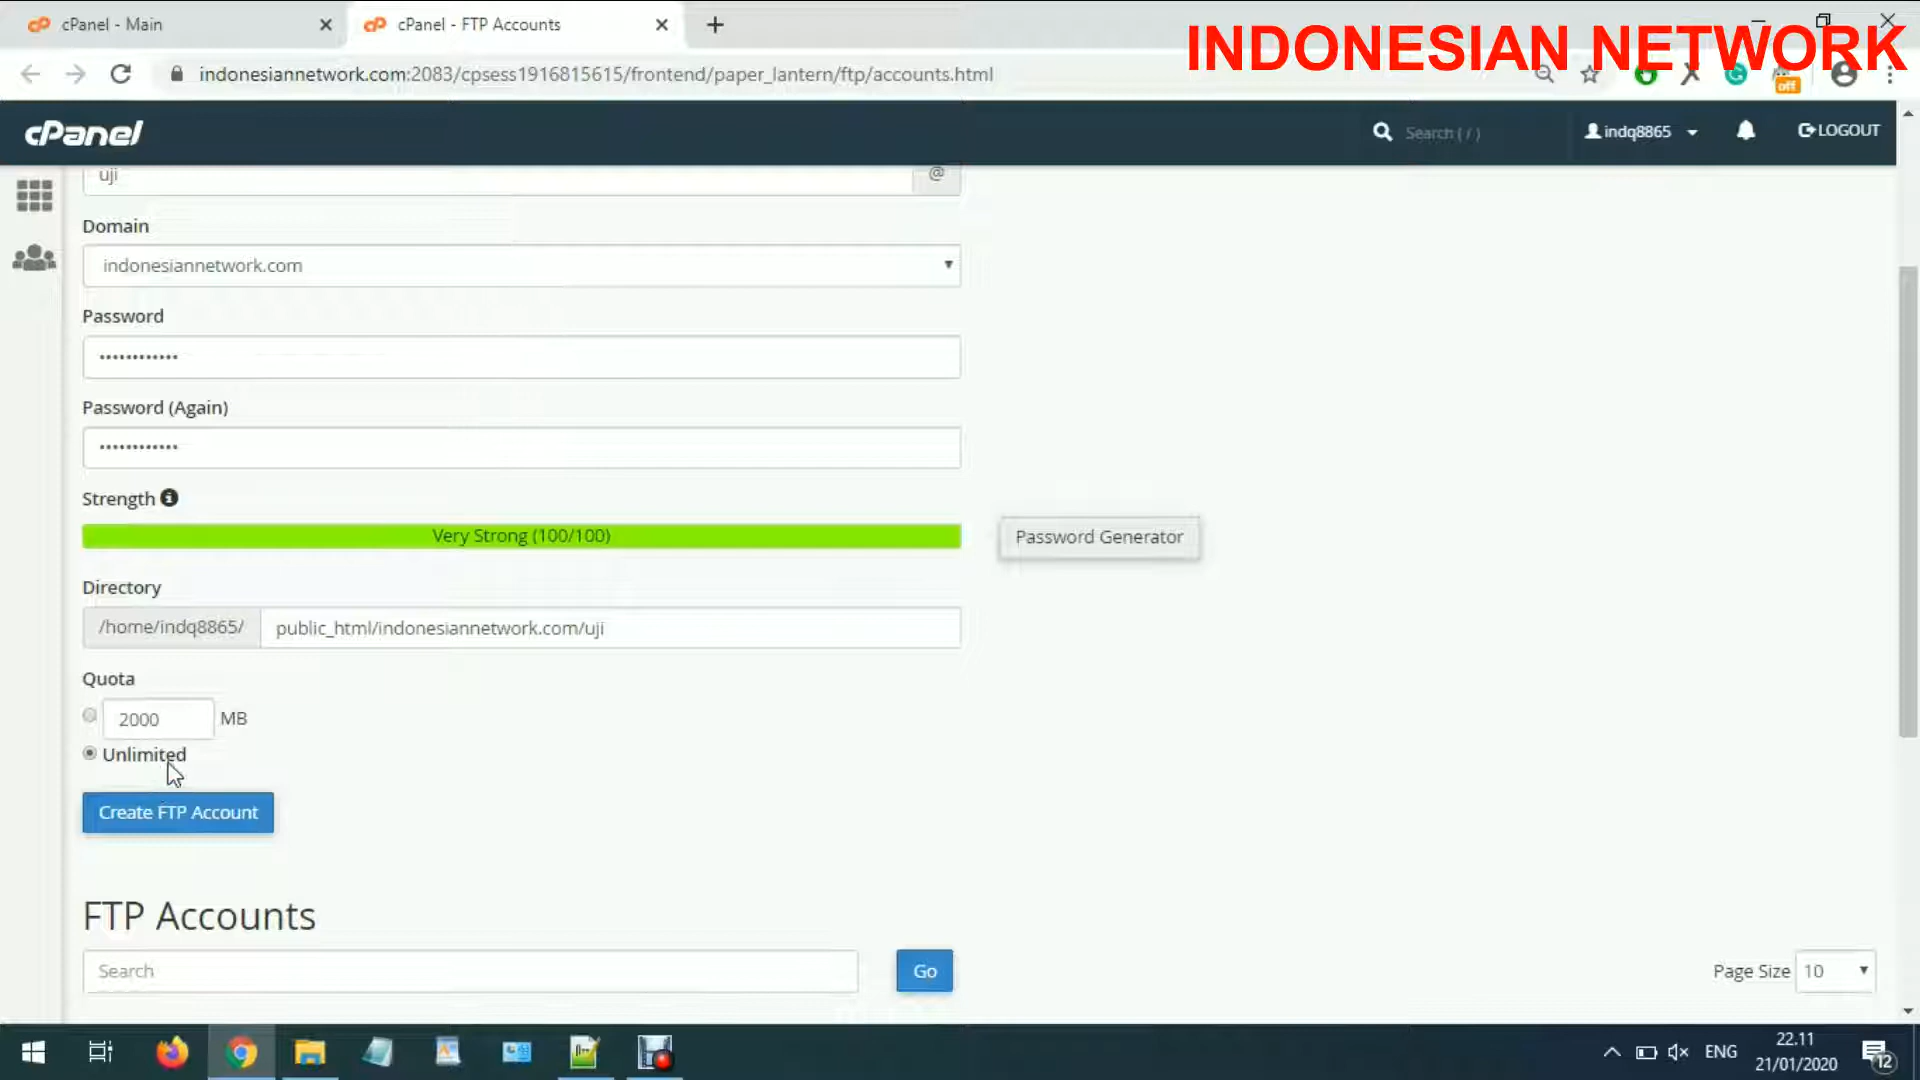 cPanel - Main
cPanel - FTP Accounts
INDONESIAN NETWORK
indonesiannetwork.com:2083/cpsess1916815615/frontend/paper_lantern/ftp/accounts.html
off
cPanel
Search ( / )
indq8865
LOGOUT
uji
@
Domain
indonesiannetwork.com
Password
••••••••••••
Password (Again)
••••••••••••
Strength
Very Strong (100/100)
Password Generator
Directory
/home/indq8865/
public_html/indonesiannetwork.com/uji
Quota
2000 MB
Unlimited
Create FTP Account
FTP Accounts
Search
Go
Page Size 10
ENG
22.11
21/01/2020
12